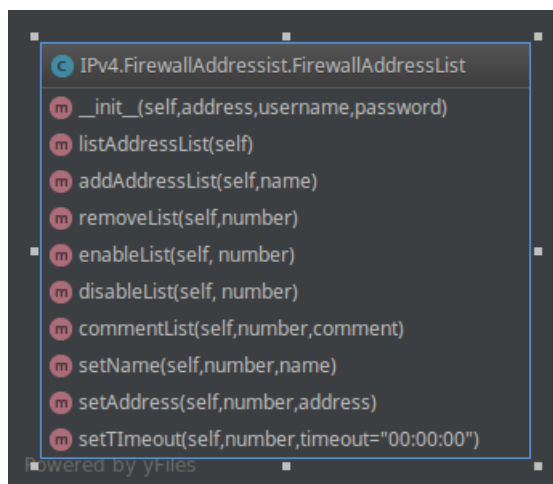 C IPv4.FirewallAddressist.FirewallAddressList
m __init__(self,address,username,password)
m listAddressList(self)
m addAddressList(self,name)
m removeList(self,number)
m enableList(self, number)
m disableList(self, number)
m commentList(self,number,comment)
m setName(self,number,name)
m setAddress(self,number,address)
m setTImeout(self,number,timeout="00:00:00")
Powered by yFiles